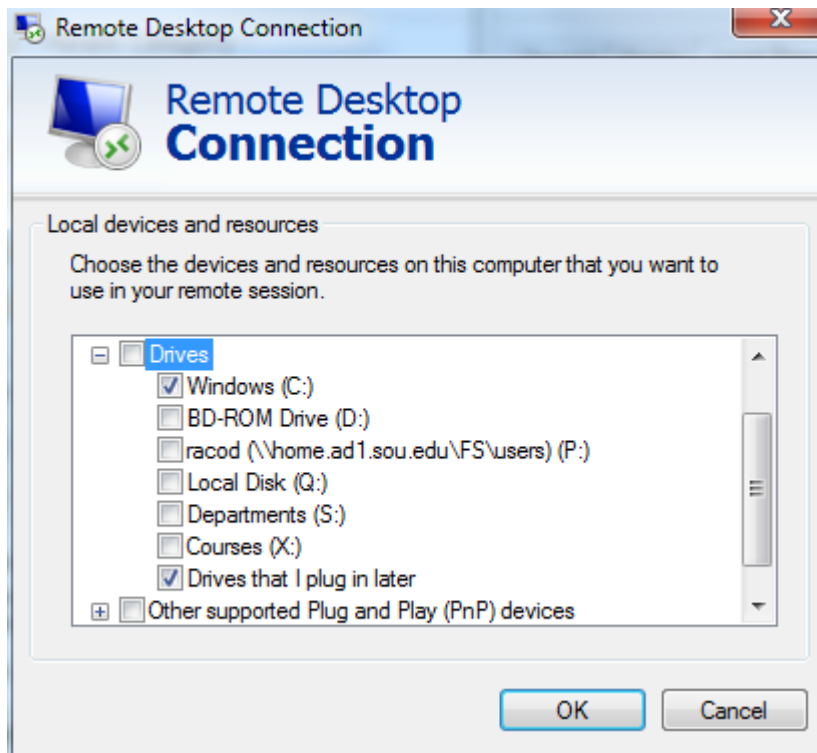 Remote Desktop Connection
Remote Desktop
Connection
Local devices and resources
Choose the devices and resources on this computer that you want to
use in your remote session.
Drives
Windows (C:)
BD-ROM Drive (D:)
racod (\\home.ad1.sou.edu\FS\users) (P:)
Local Disk (Q:)
Departments (S:)
Courses (X:)
Drives that I plug in later
Other supported Plug and Play (PnP) devices
OK Cancel